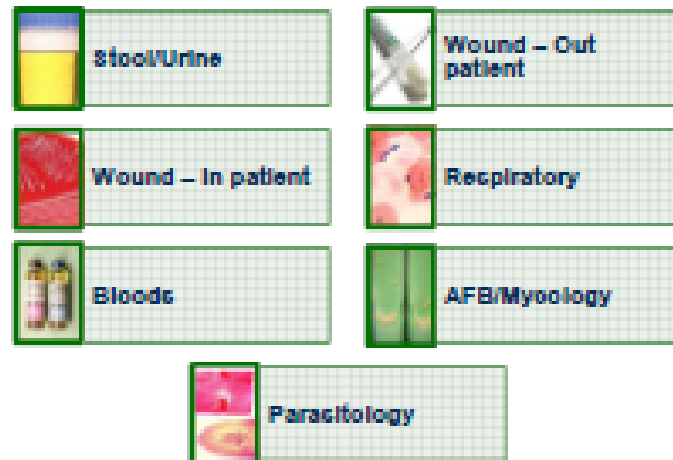 Stool/Urine
Wound – Out
patient
Wound – In patient
Respiratory
Bloods
AFB/Mycology
Parasitology